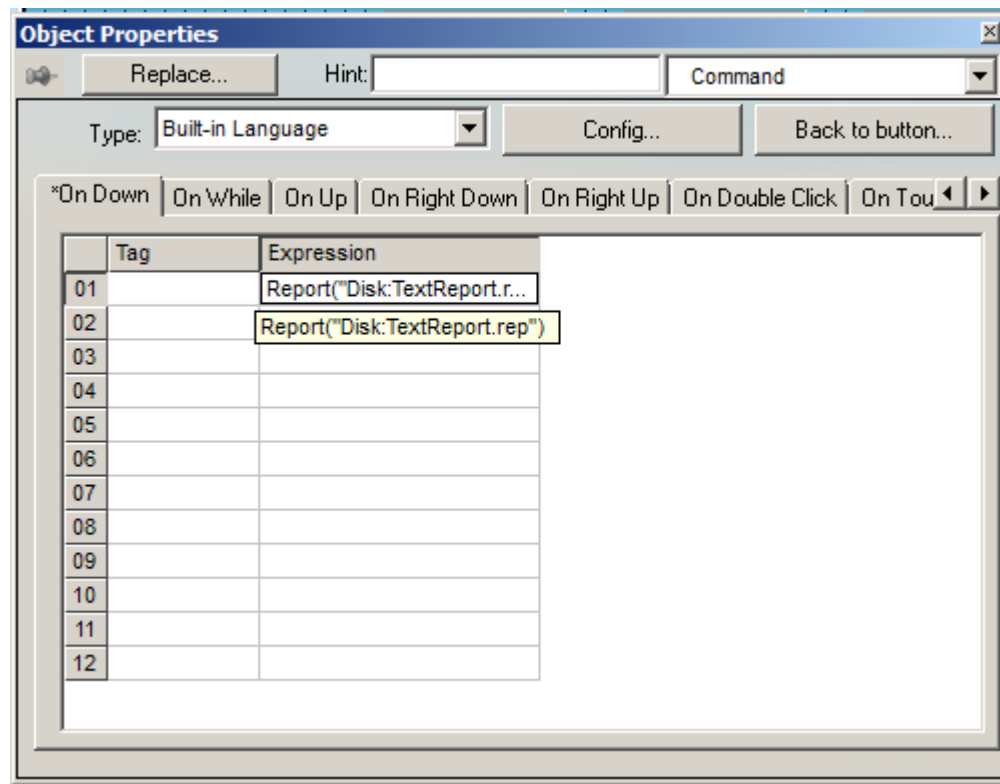 Object Properties
Replace... Hint: Command
Type: Built-in Language Config... Back to button...
*On Down On While On Up On Right Down On Right Up On Double Click On Tou
Tag Expression
01 Report("Disk:TextReport.r...
02 Report("Disk:TextReport.rep")
03
04
05
06
07
08
09
10
11
12